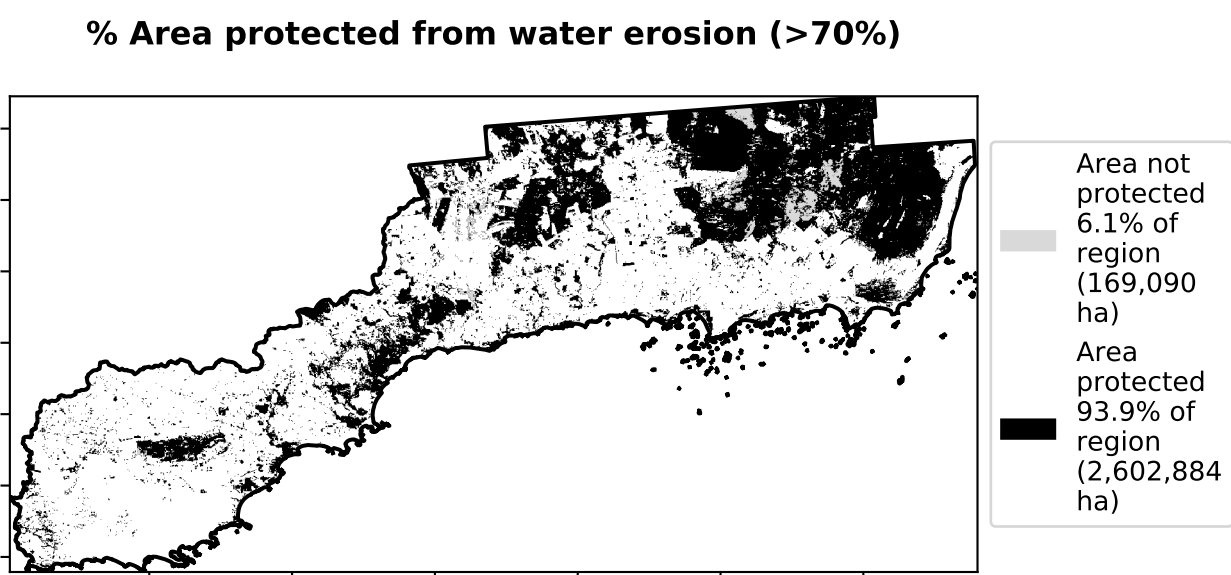 % Area protected from water erosion (>70%)
Area not
protected
6.1% of
region
(169,090
ha)
Area
protected
93.9% of
region
(2,602,884
ha)